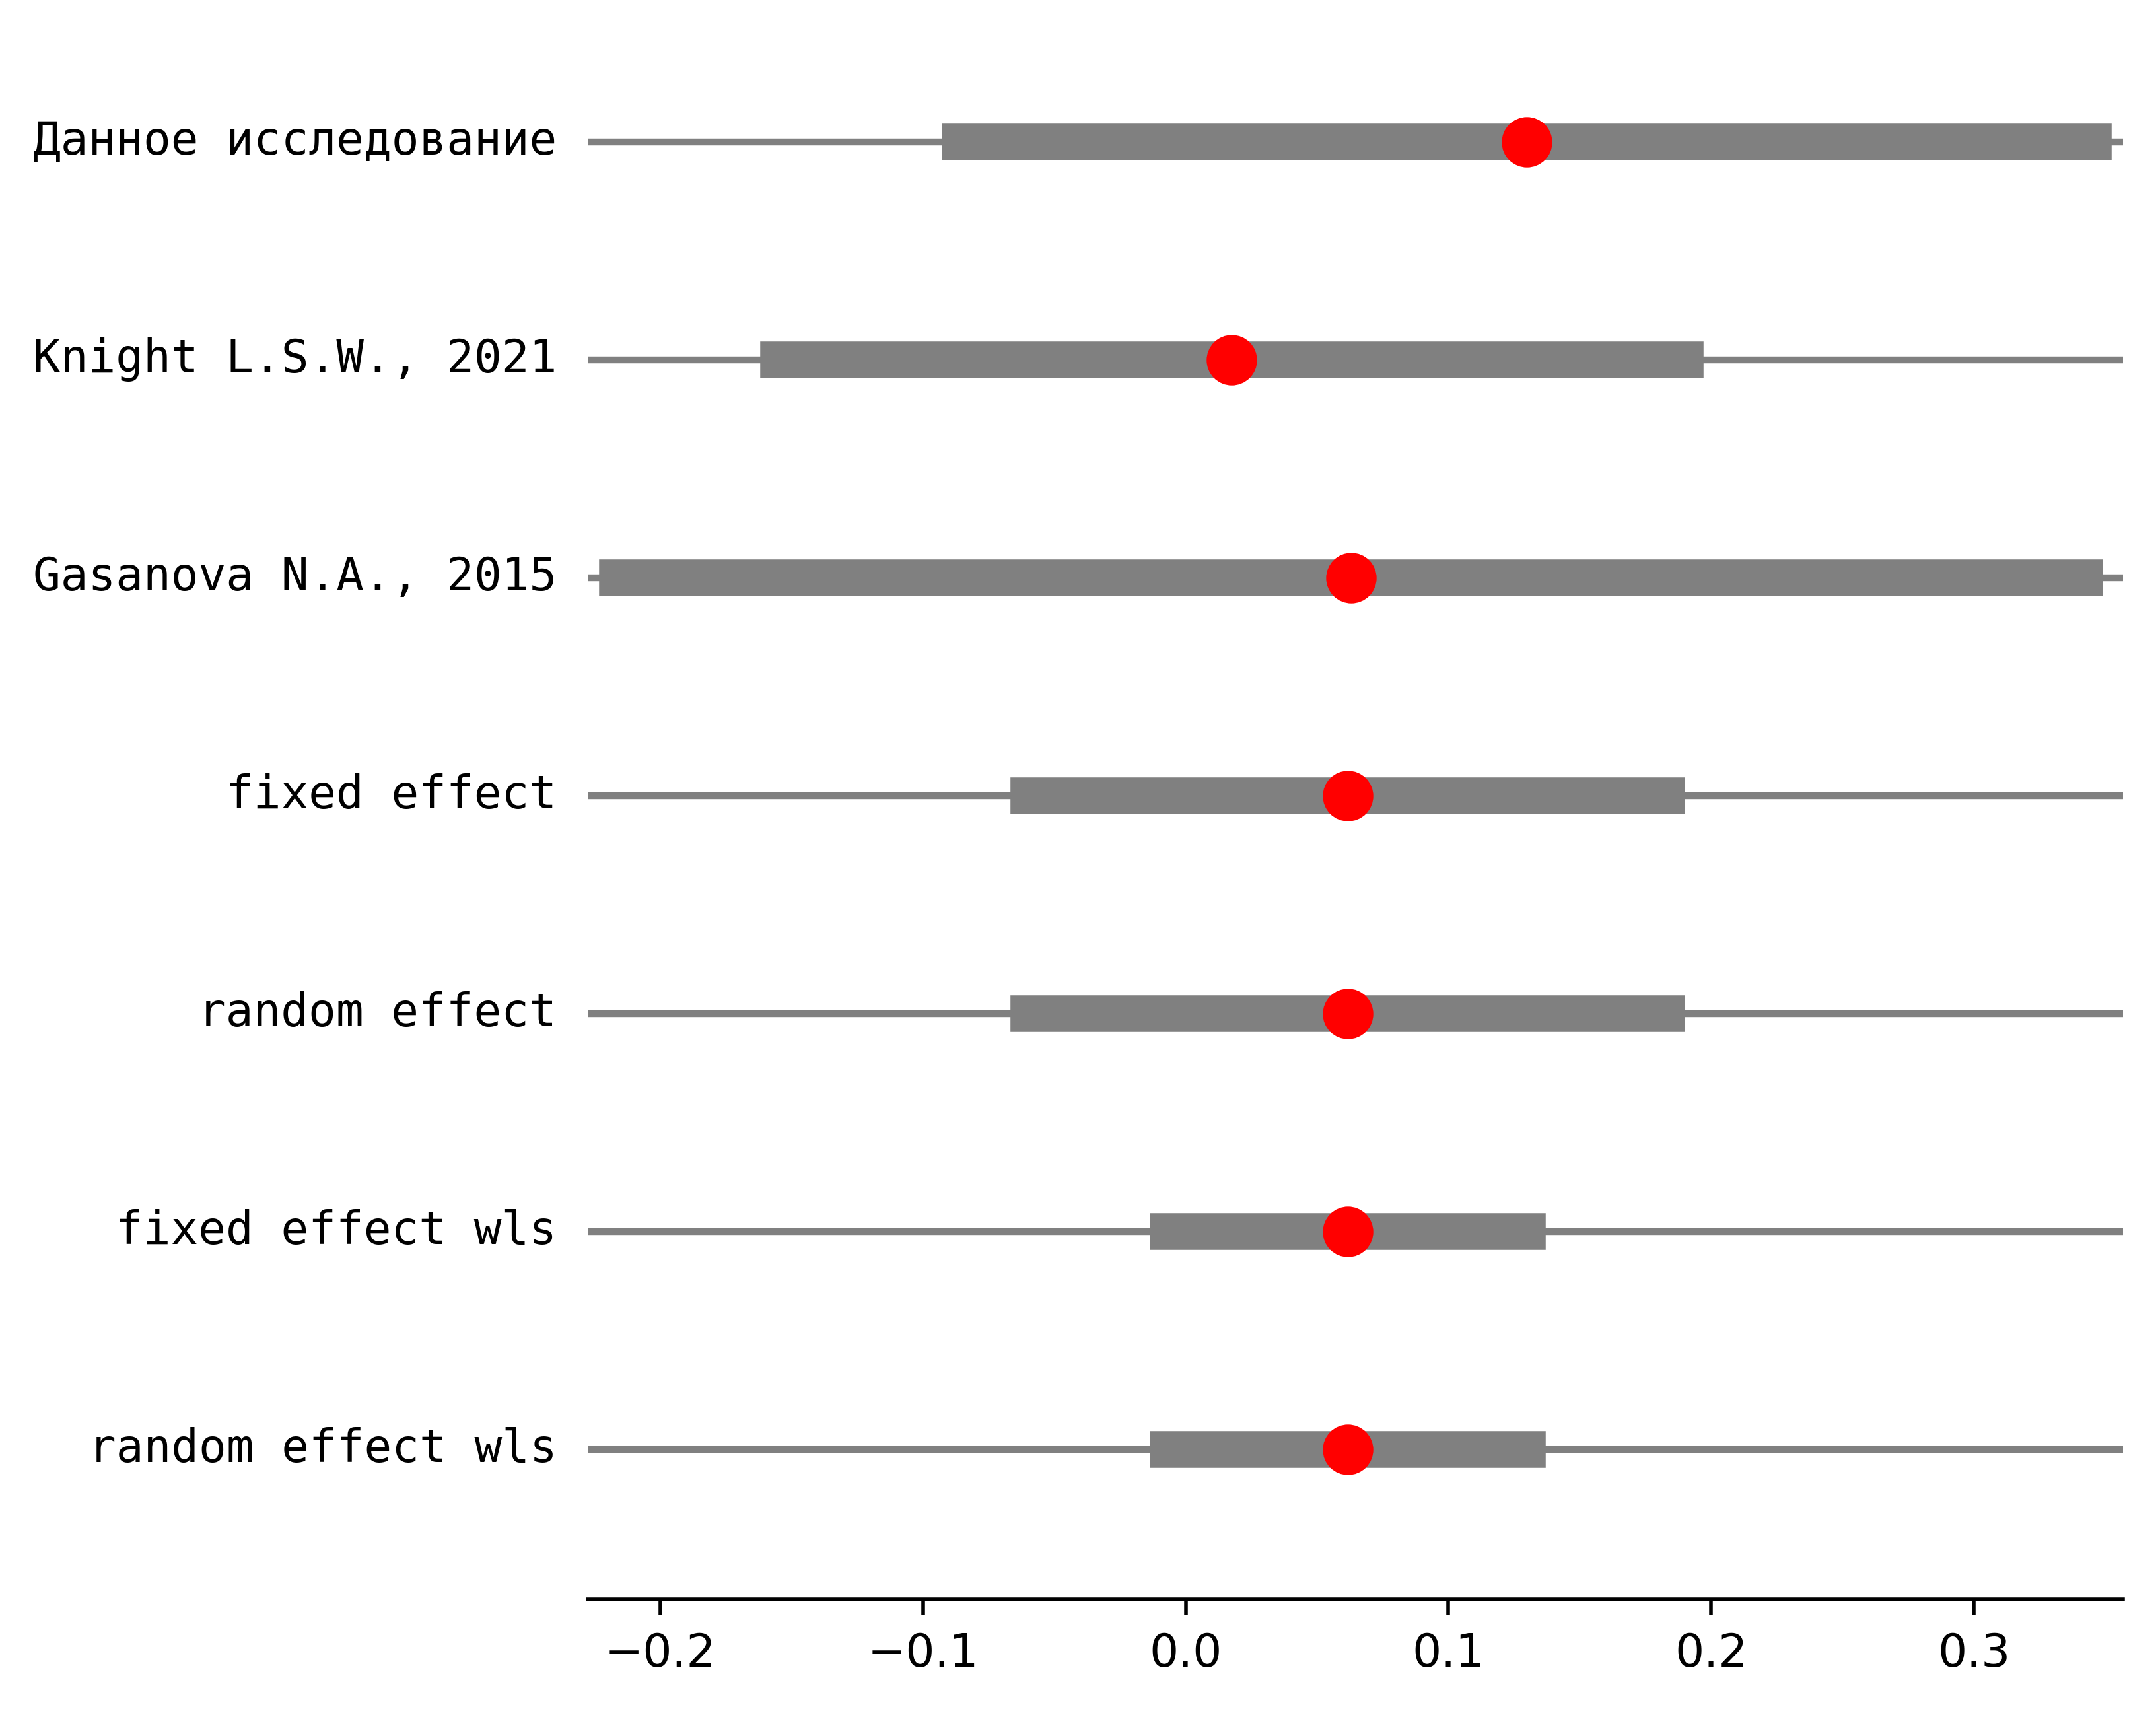 Данное исследование
Knight L.S.W., 2021
Gasanova N.A., 2015
fixed effect
random effect
fixed effect wls
random effect wls
−0.2 −0.1 0.0 0.1 0.2 0.3